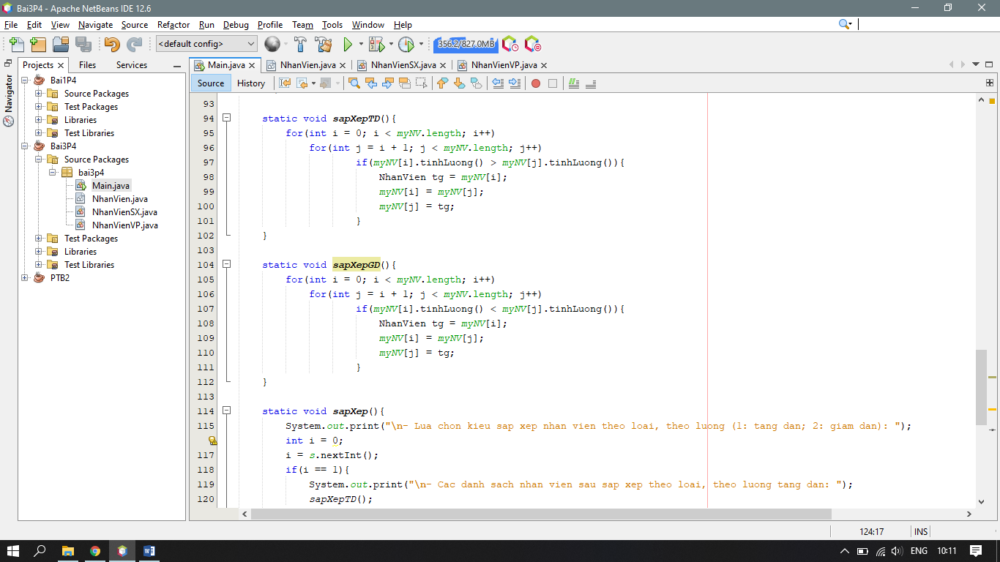 Bai3P4 - Apache NetBeans IDE 12.6
File Edit View Navigate Source Refactor Run Debug Profile Team Tools Window Help
<default config> 356.2/827.0MB
Projects Files Services
Main.java NhanVien.java NhanVienSX.java NhanVienVP.java
Navigator
Source History
Bai1P4
Source Packages
Test Packages
Libraries
Test Libraries
Bai3P4
Source Packages
bai3p4
Main.java
NhanVien.java
NhanVienSX.java
NhanVienVP.java
Test Packages
Libraries
Test Libraries
PTB2
93
94 static void sapXepTD(){
95 for(int i = 0; i < myNV.length; i++)
96 for(int j = i + 1; j < myNV.length; j++)
97 if(myNV[i].tinhLuong() > myNV[j].tinhLuong()){
98 NhanVien tg = myNV[i];
99 myNV[i] = myNV[j];
100 myNV[j] = tg;
101 }
102 }
103
104 static void sapXepGD(){
105 for(int i = 0; i < myNV.length; i++)
106 for(int j = i + 1; j < myNV.length; j++)
107 if(myNV[i].tinhLuong() < myNV[j].tinhLuong()){
108 NhanVien tg = myNV[i];
109 myNV[i] = myNV[j];
110 myNV[j] = tg;
111 }
112 }
113
114 static void sapXep(){
115 System.out.print("\n- Lua chon kieu sap xep nhan vien theo loai, theo luong (1: tang dan; 2: giam dan): ");
int i = 0;
117 i = s.nextInt();
118 if(i == 1){
119 System.out.print("\n- Cac danh sach nhan vien sau sap xep theo loai, theo luong tang dan: ");
120 sapXepTD();
124:17 INS
ENG 10:11